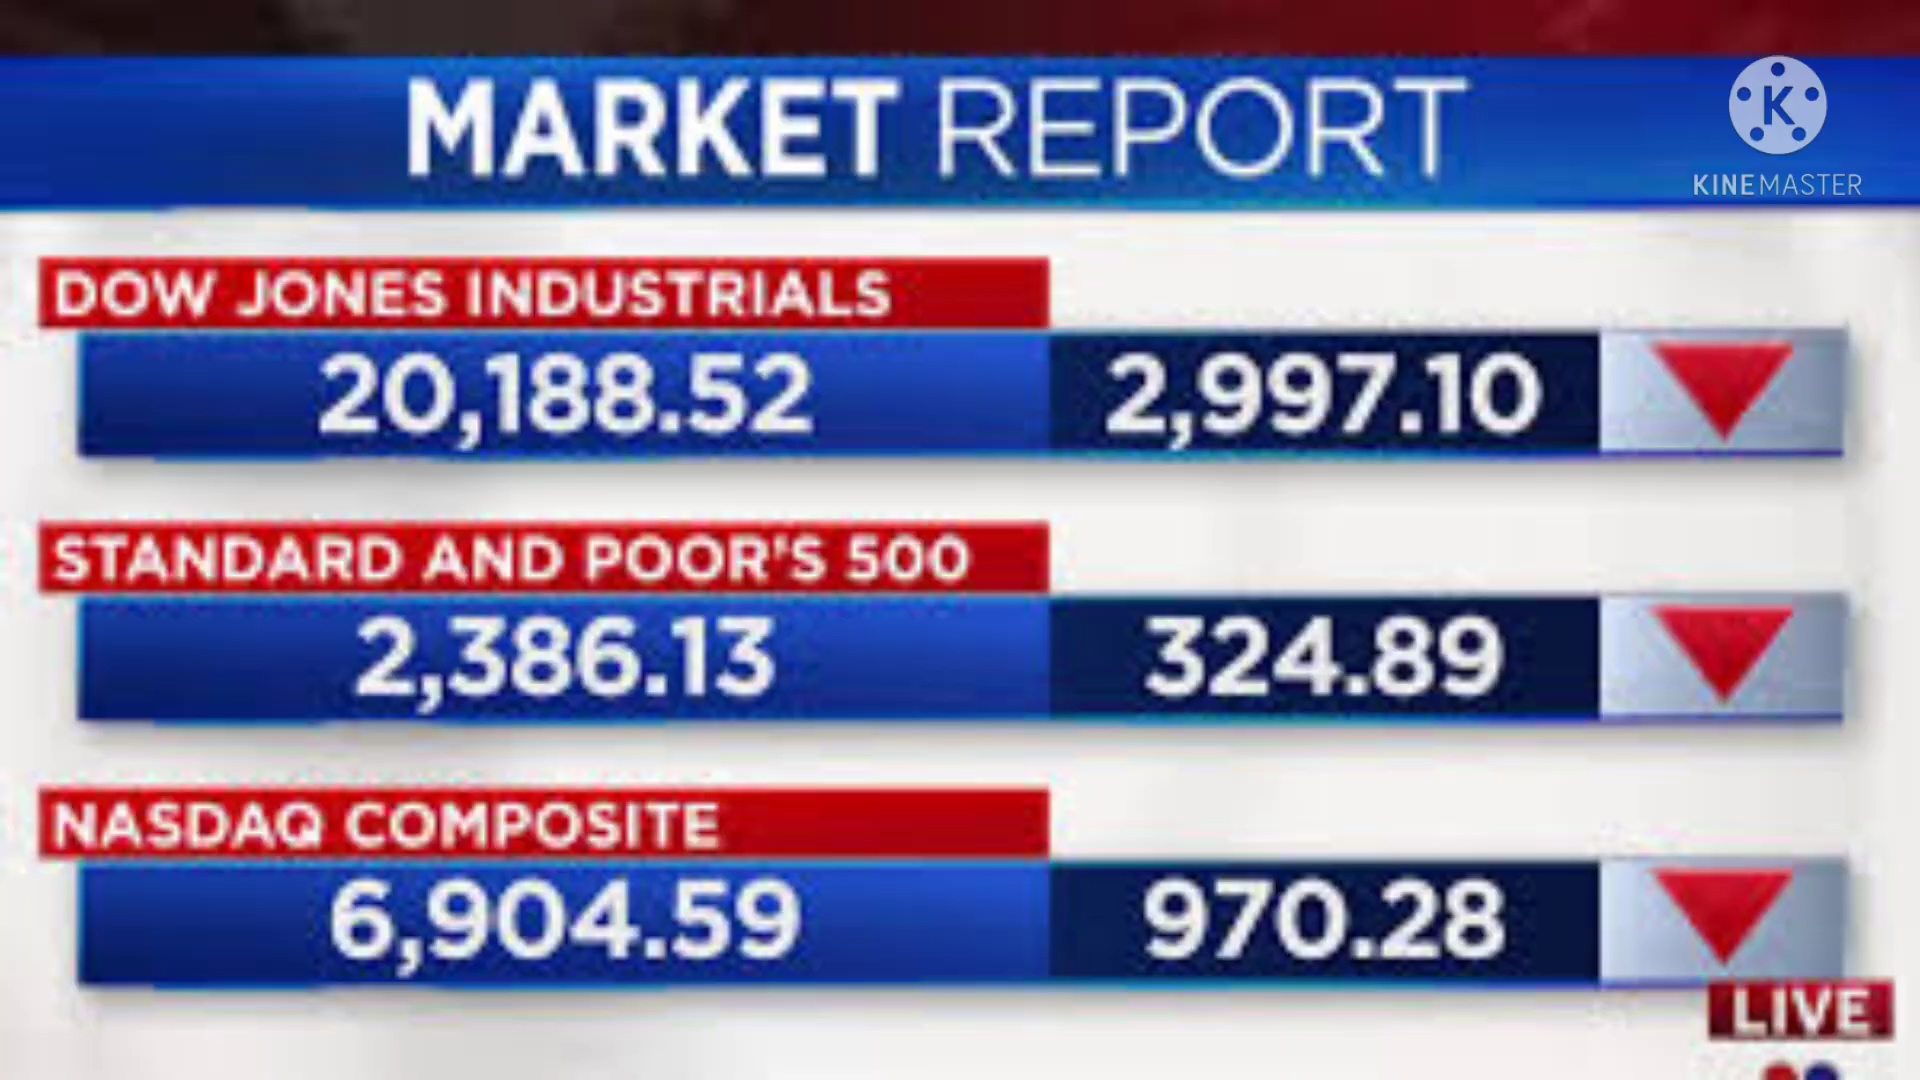 MARKET REPORT
KINEMASTER
DOW JONES INDUSTRIALS
20,188.52 2,997.10
STANDARD AND POOR'S 500
2,386.13 324.89
NASDAQ COMPOSITE
6,904.59 970.28
LIVE